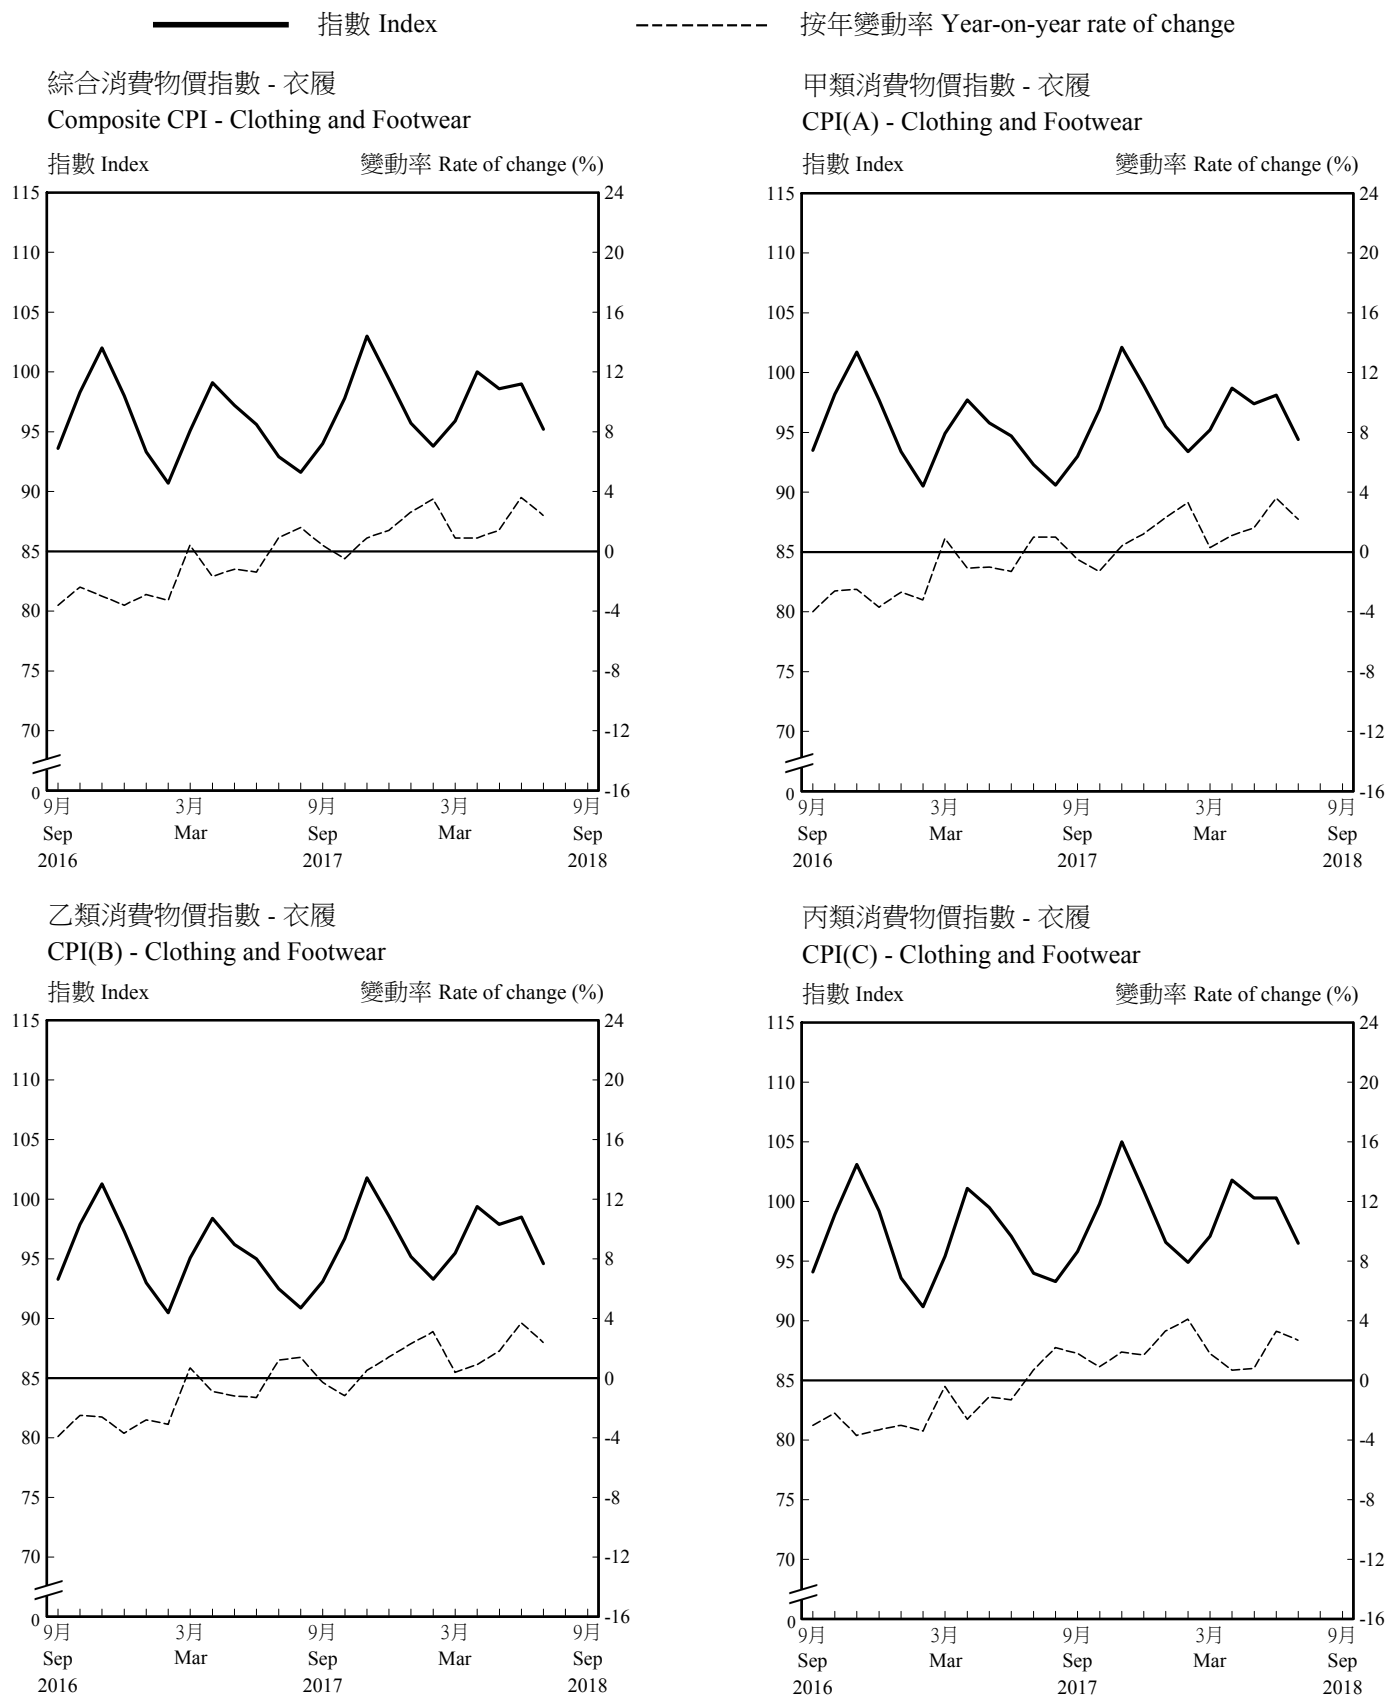 指數 Index 按年變動率 Year-on-year rate of change
綜合消費物價指數 - 衣履
Composite CPI - Clothing and Footwear
指數 Index 變動率 Rate of change (%)
115 24
110 20
105 16
100 12
95 8
90 4
85 0
80 -4
75 -8
70 -12
0 -16
9月 3月 9月 3月 9月
Sep Mar Sep Mar Sep
2016 2017 2018
甲類消費物價指數 - 衣履
CPI(A) - Clothing and Footwear
指數 Index 變動率 Rate of change (%)
115 24
110 20
105 16
100 12
95 8
90 4
85 0
80 -4
75 -8
70 -12
0 -16
9月 3月 9月 3月 9月
Sep Mar Sep Mar Sep
2016 2017 2018
乙類消費物價指數 - 衣履
CPI(B) - Clothing and Footwear
指數 Index 變動率 Rate of change (%)
115 24
110 20
105 16
100 12
95 8
90 4
85 0
80 -4
75 -8
70 -12
0 -16
9月 3月 9月 3月 9月
Sep Mar Sep Mar Sep
2016 2017 2018
丙類消費物價指數 - 衣履
CPI(C) - Clothing and Footwear
指數 Index 變動率 Rate of change (%)
115 24
110 20
105 16
100 12
95 8
90 4
85 0
80 -4
75 -8
70 -12
0 -16
9月 3月 9月 3月 9月
Sep Mar Sep Mar Sep
2016 2017 2018